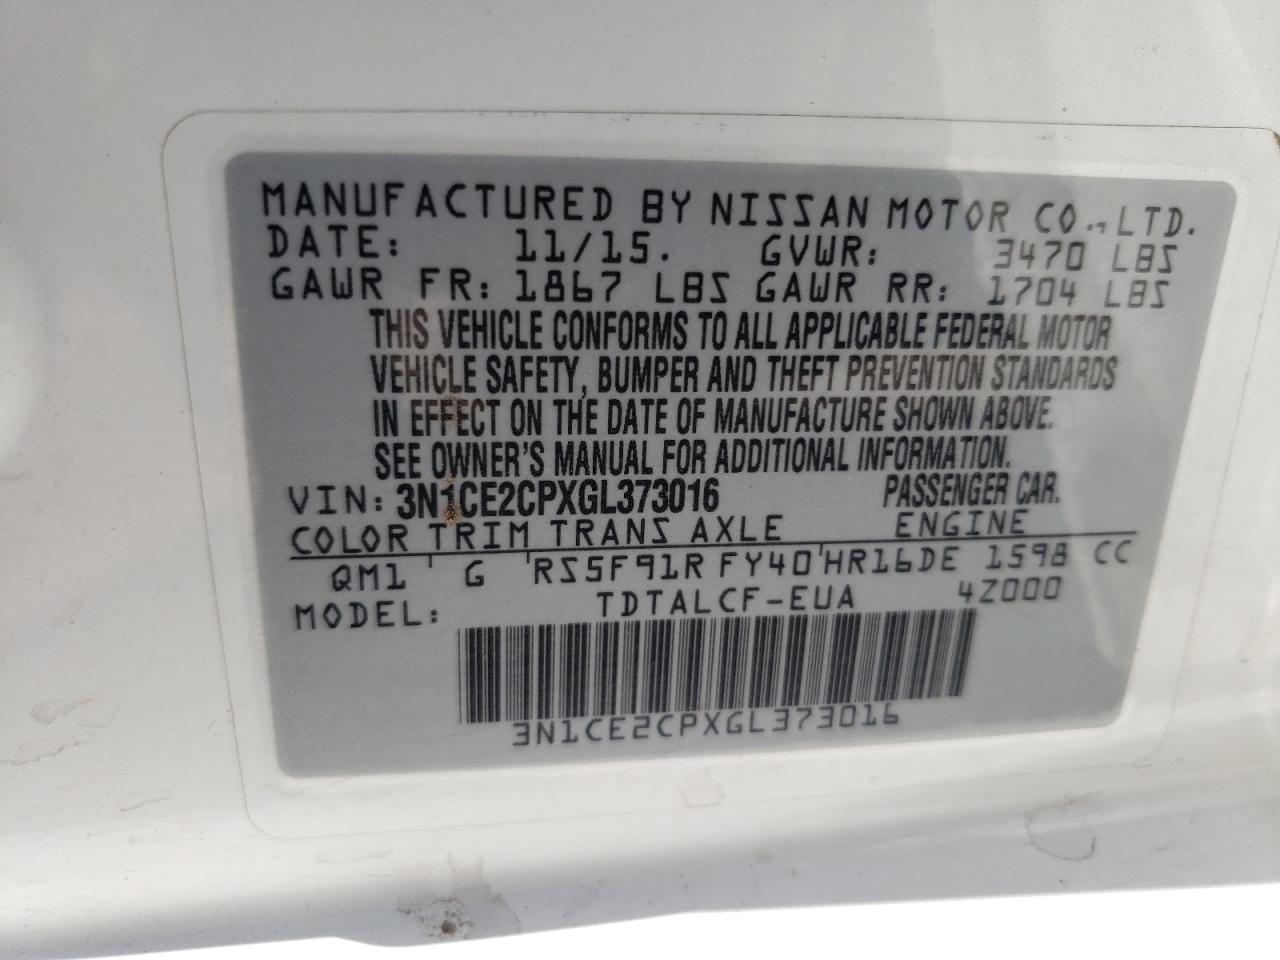 MANUFACTURED BY NISSAN MOTOR CO., LTD.
DATE: 11/15. GVWR: 3470 LBS
GAWR FR: 1867 LBS GAWR RR: 1704 LBS
THIS VEHICLE CONFORMS TO ALL APPLICABLE FEDERAL MOTOR
VEHICLE SAFETY, BUMPER AND THEFT PREVENTION STANDARDS
IN EFFECT ON THE DATE OF MANUFACTURE SHOWN ABOVE.
SEE OWNER'S MANUAL FOR ADDITIONAL INFORMATION.
VIN: 3N1CE2CPXGL373016 PASSENGER CAR.
COLOR TRIM TRANS AXLE ENGINE
QM1 ' G ' RS5F91R FY40 ' HR16DE 1598 CC
MODEL: TDTALCF-EUA 4Z000
3N1CE2CPXGL373016